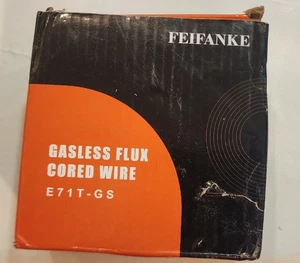 FEIFANKE
GASLESS FLUX
CORED WIRE
E71T-GS